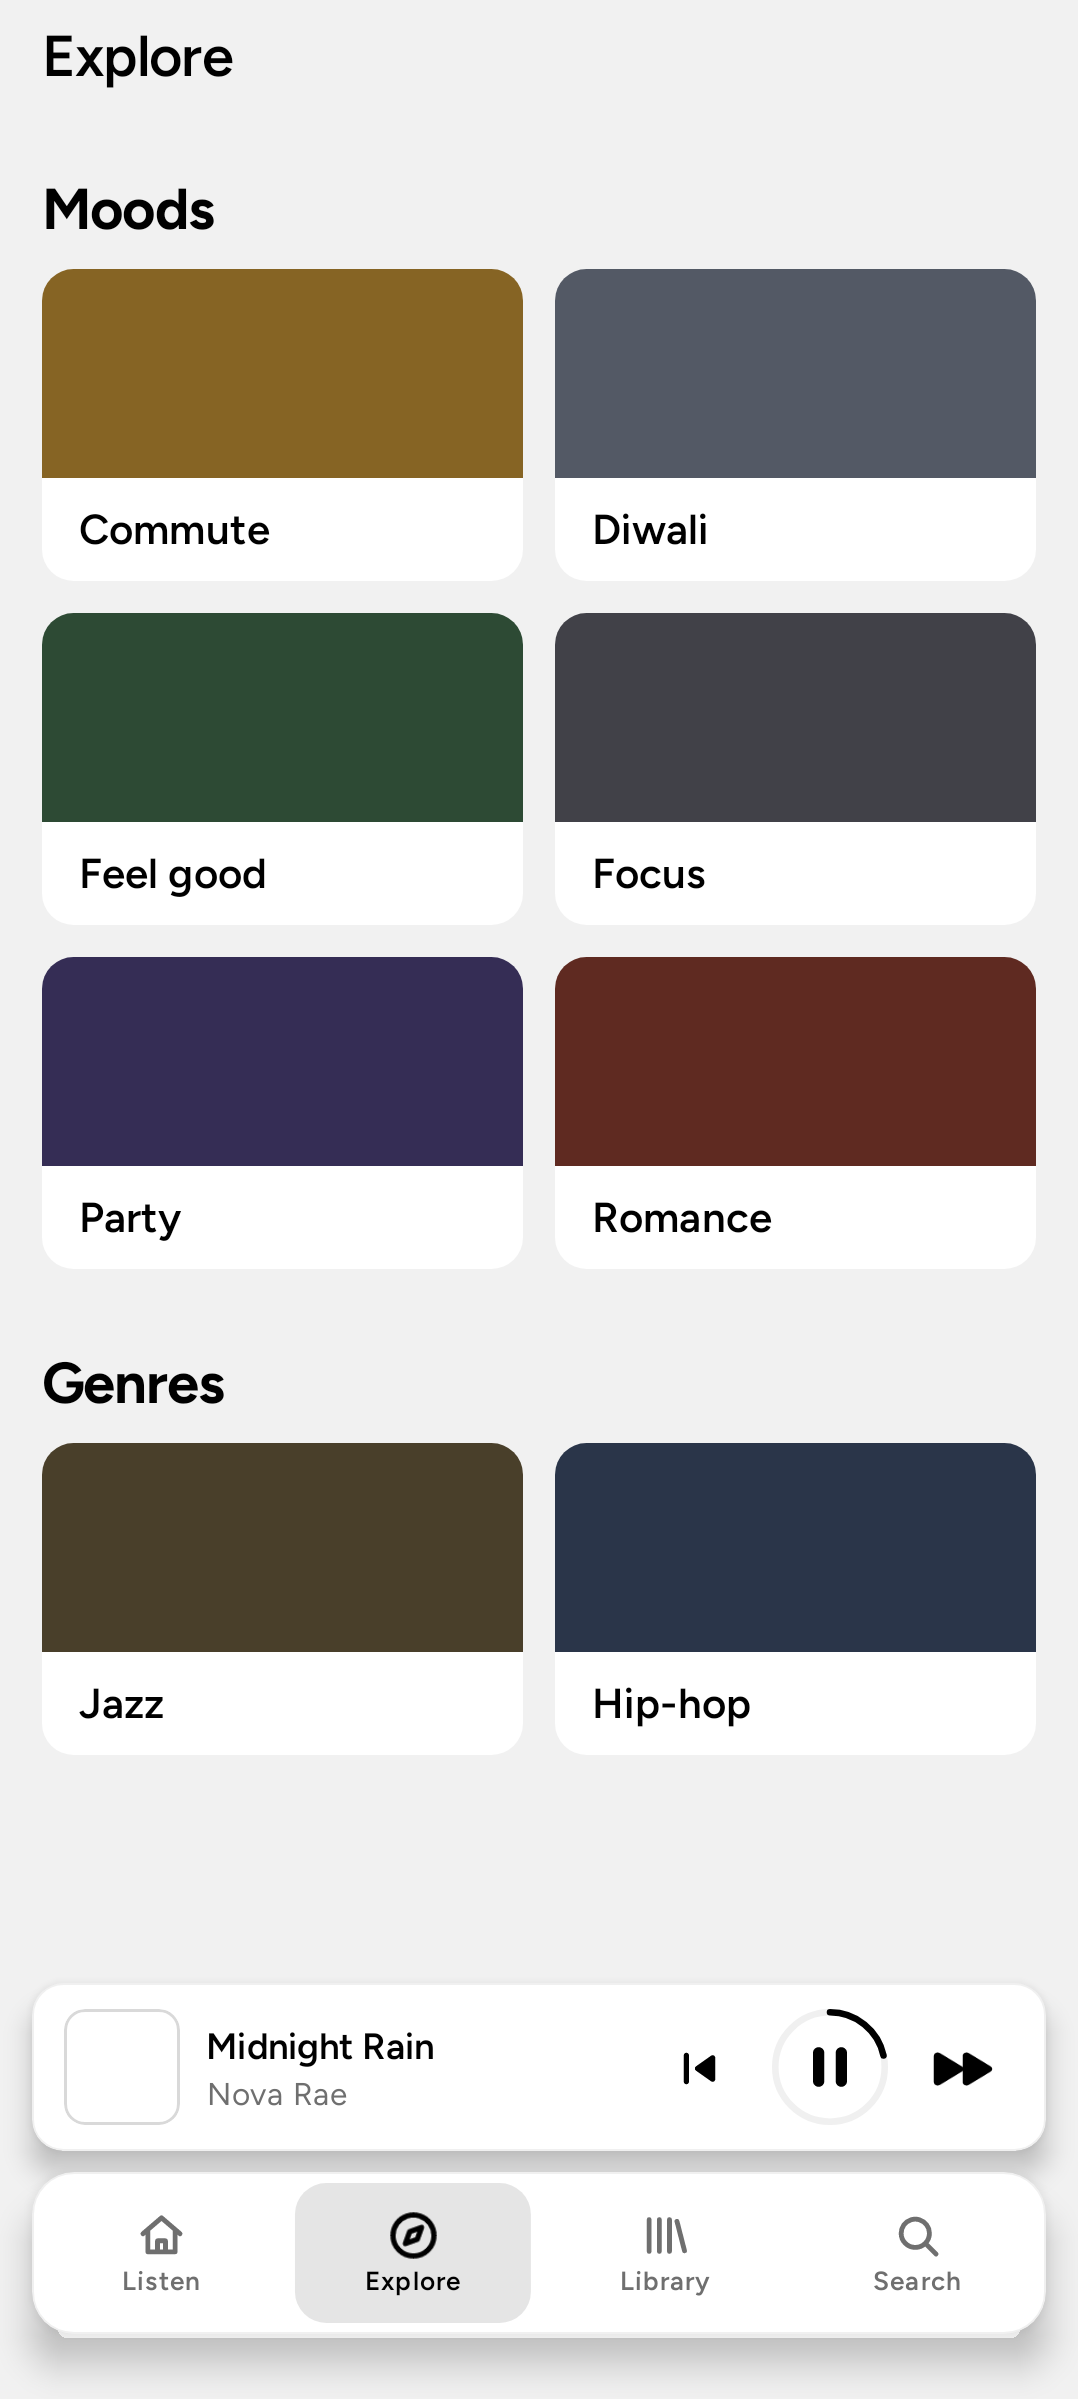 Explore
Moods
Commute
Diwali
Feel good
Focus
Party
Romance
Genres
Jazz
Hip-hop
Midnight Rain
Nova Rae
Listen
Explore
Library
Search